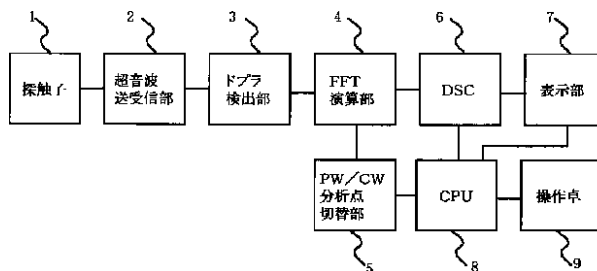 1
2
3
4
6
7
探触子
超音波
送受信部
ドプラ
検出部
FFT
演算部
DSC
表示部
PW／CW
分析点
切替部
CPU
操作卓
5
8
9